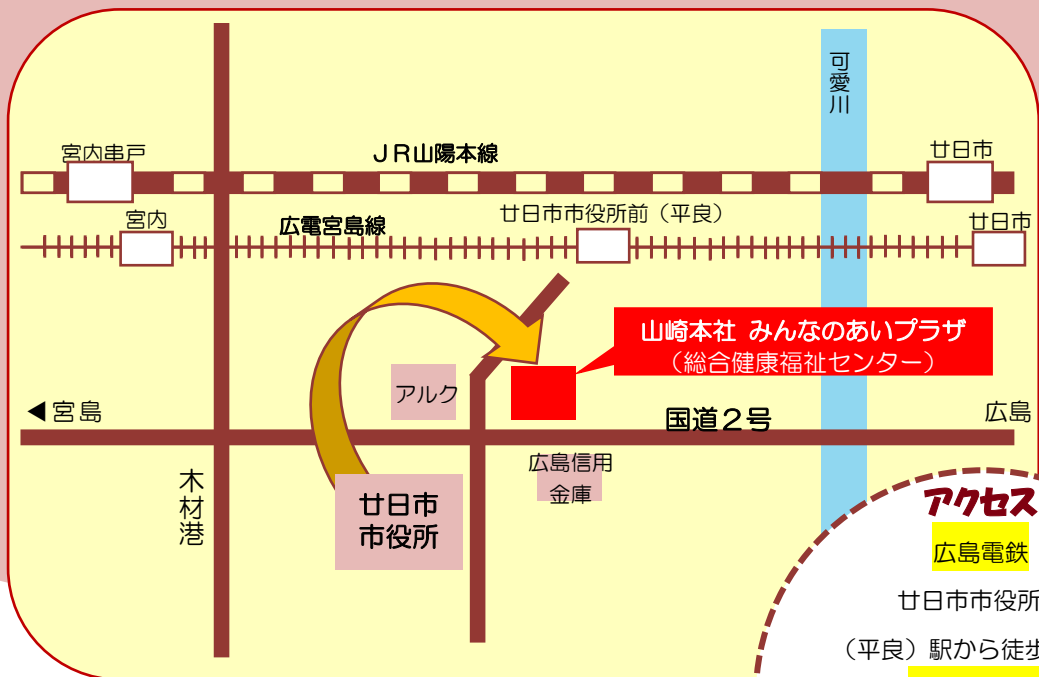 可愛川
宮内串戸
JR山陽本線
廿日市
宮内
広電宮島線
廿日市市役所前（平良）
廿日市
山崎本社 みんなのあいプラザ
（総合健康福祉センター）
アルク
◀宮島
国道2号
広島
木材港
廿日市
市役所
広島信用
金庫
アクセス
広島電鉄
廿日市市役所
（平良）駅から徒歩